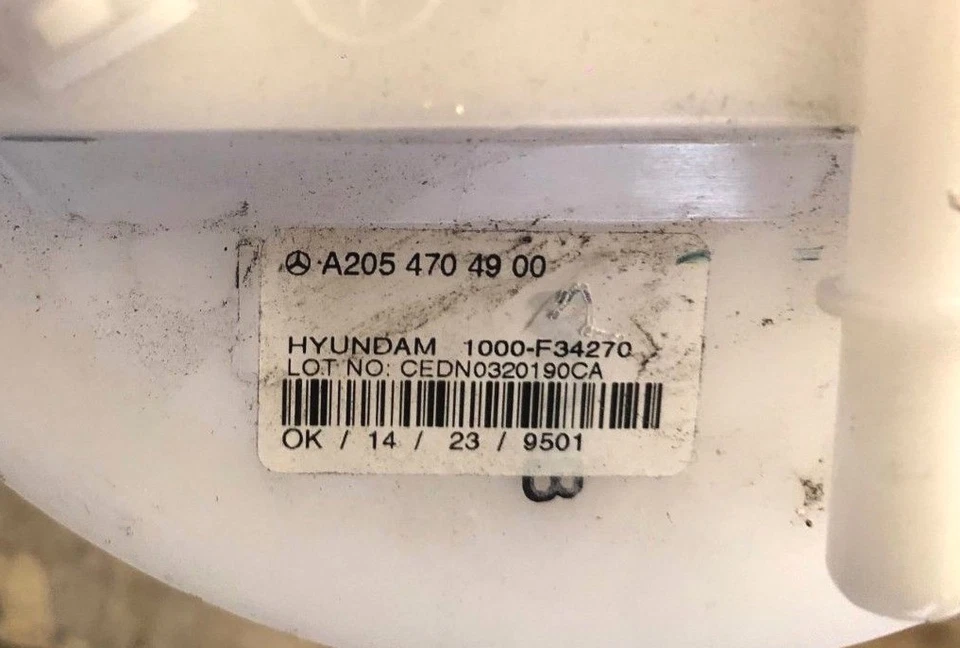 A205 470 49 00
HYUNDAM 1000-F34270
LOT NO: CEDN0320190CA
OK / 14 / 23 / 9501
B